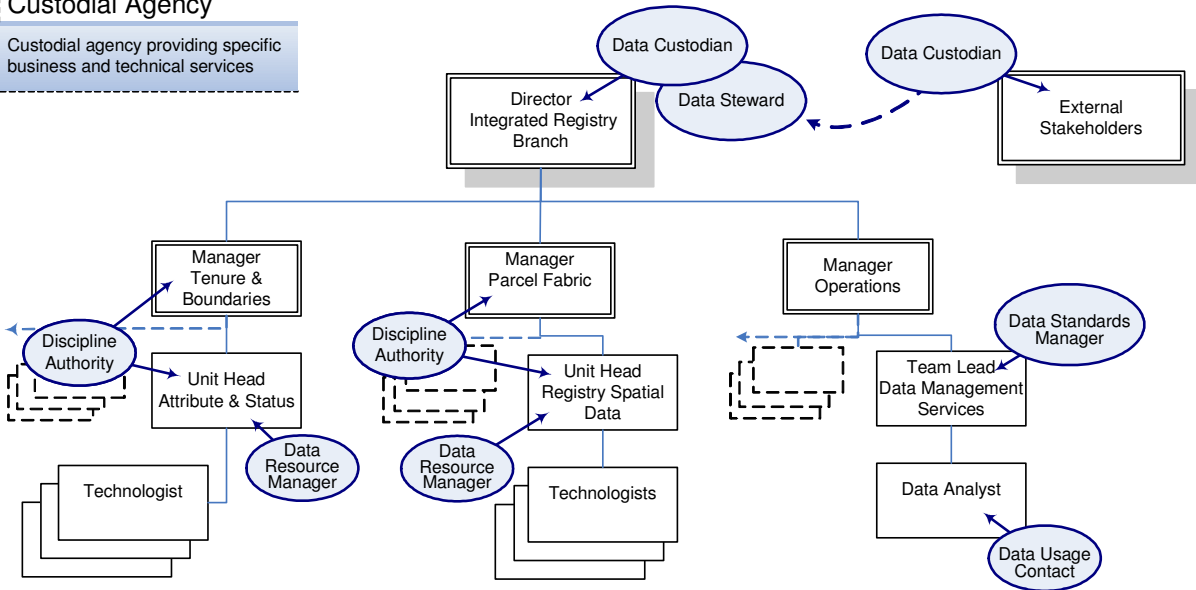 Custodial Agency
Custodial agency providing specific
business and technical services
Data Custodian
Data Steward
Director
Integrated Registry
Branch
Data Custodian
External
Stakeholders
Manager
Tenure &
Boundaries
Manager
Parcel Fabric
Manager
Operations
Discipline
Authority
Discipline
Authority
Data Standards
Manager
Unit Head
Attribute & Status
Unit Head
Registry Spatial
Data
Team Lead
Data Management
Services
Data
Resource
Manager
Data
Resource
Manager
Technologist
Technologists
Data Analyst
Data Usage
Contact